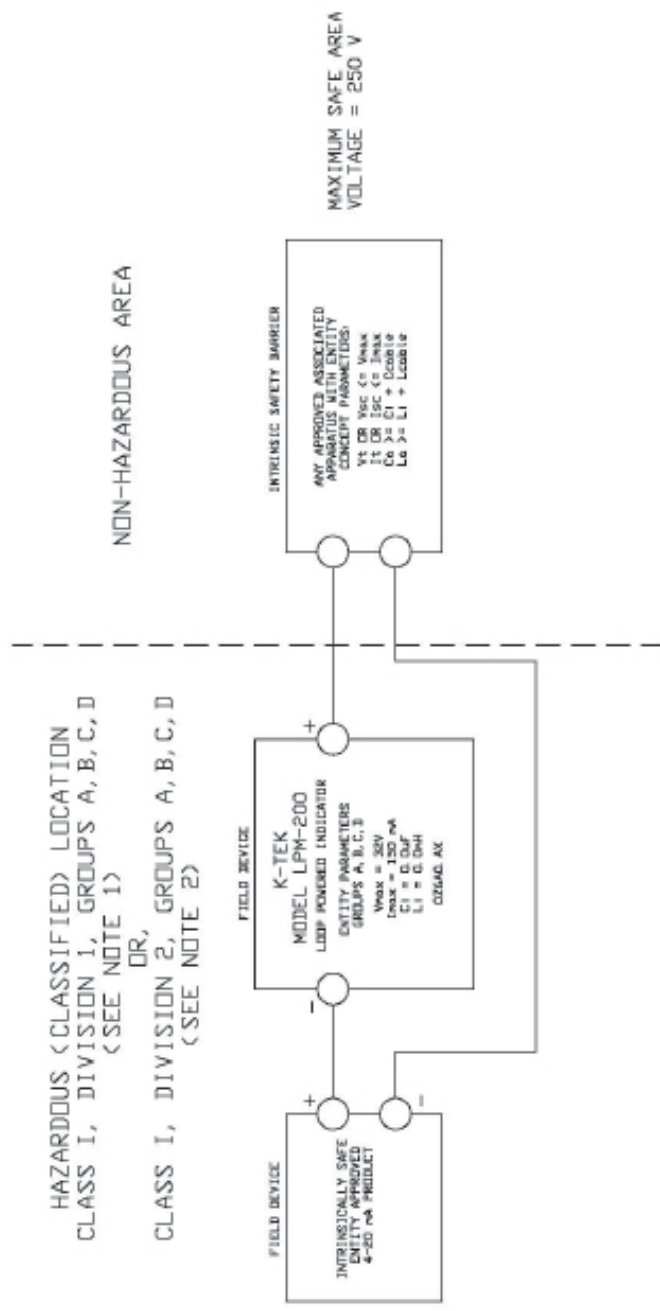 HAZARDOUS (CLASSIFIED) LOCATION
CLASS I, DIVISION 1, GROUPS A, B, C, D
(SEE NOTE 1)
OR,
CLASS I, DIVISION 2, GROUPS A, B, C, D
(SEE NOTE 2)
NON-HAZARDOUS AREA
FIELD DEVICE
INTRINSICALLY SAFE
ENTITY APPROVED
4-20 mA PRODUCT
+
-
FIELD DEVICE
-
+
K-TEK
MODEL LPM-200
LOOP POWERED INDICATOR
ENTITY PARAMETERS
GROUPS A, B, C, D
Vmax = 32V
Imax = 130 mA
Ci = 0.0uF
Li = 0.0mH
0Z6A0.AX
INTRINSIC SAFETY BARRIER
ANY APPROVED ASSOCIATED
APPARATUS WITH ENTITY
CONCEPT PARAMETERS:
Vt OR Voc <= Vmax
It OR Isc <= Imax
Ca >= Ci + Ccable
La >= Li + Lcable
MAXIMUM SAFE AREA
VOLTAGE = 250 V